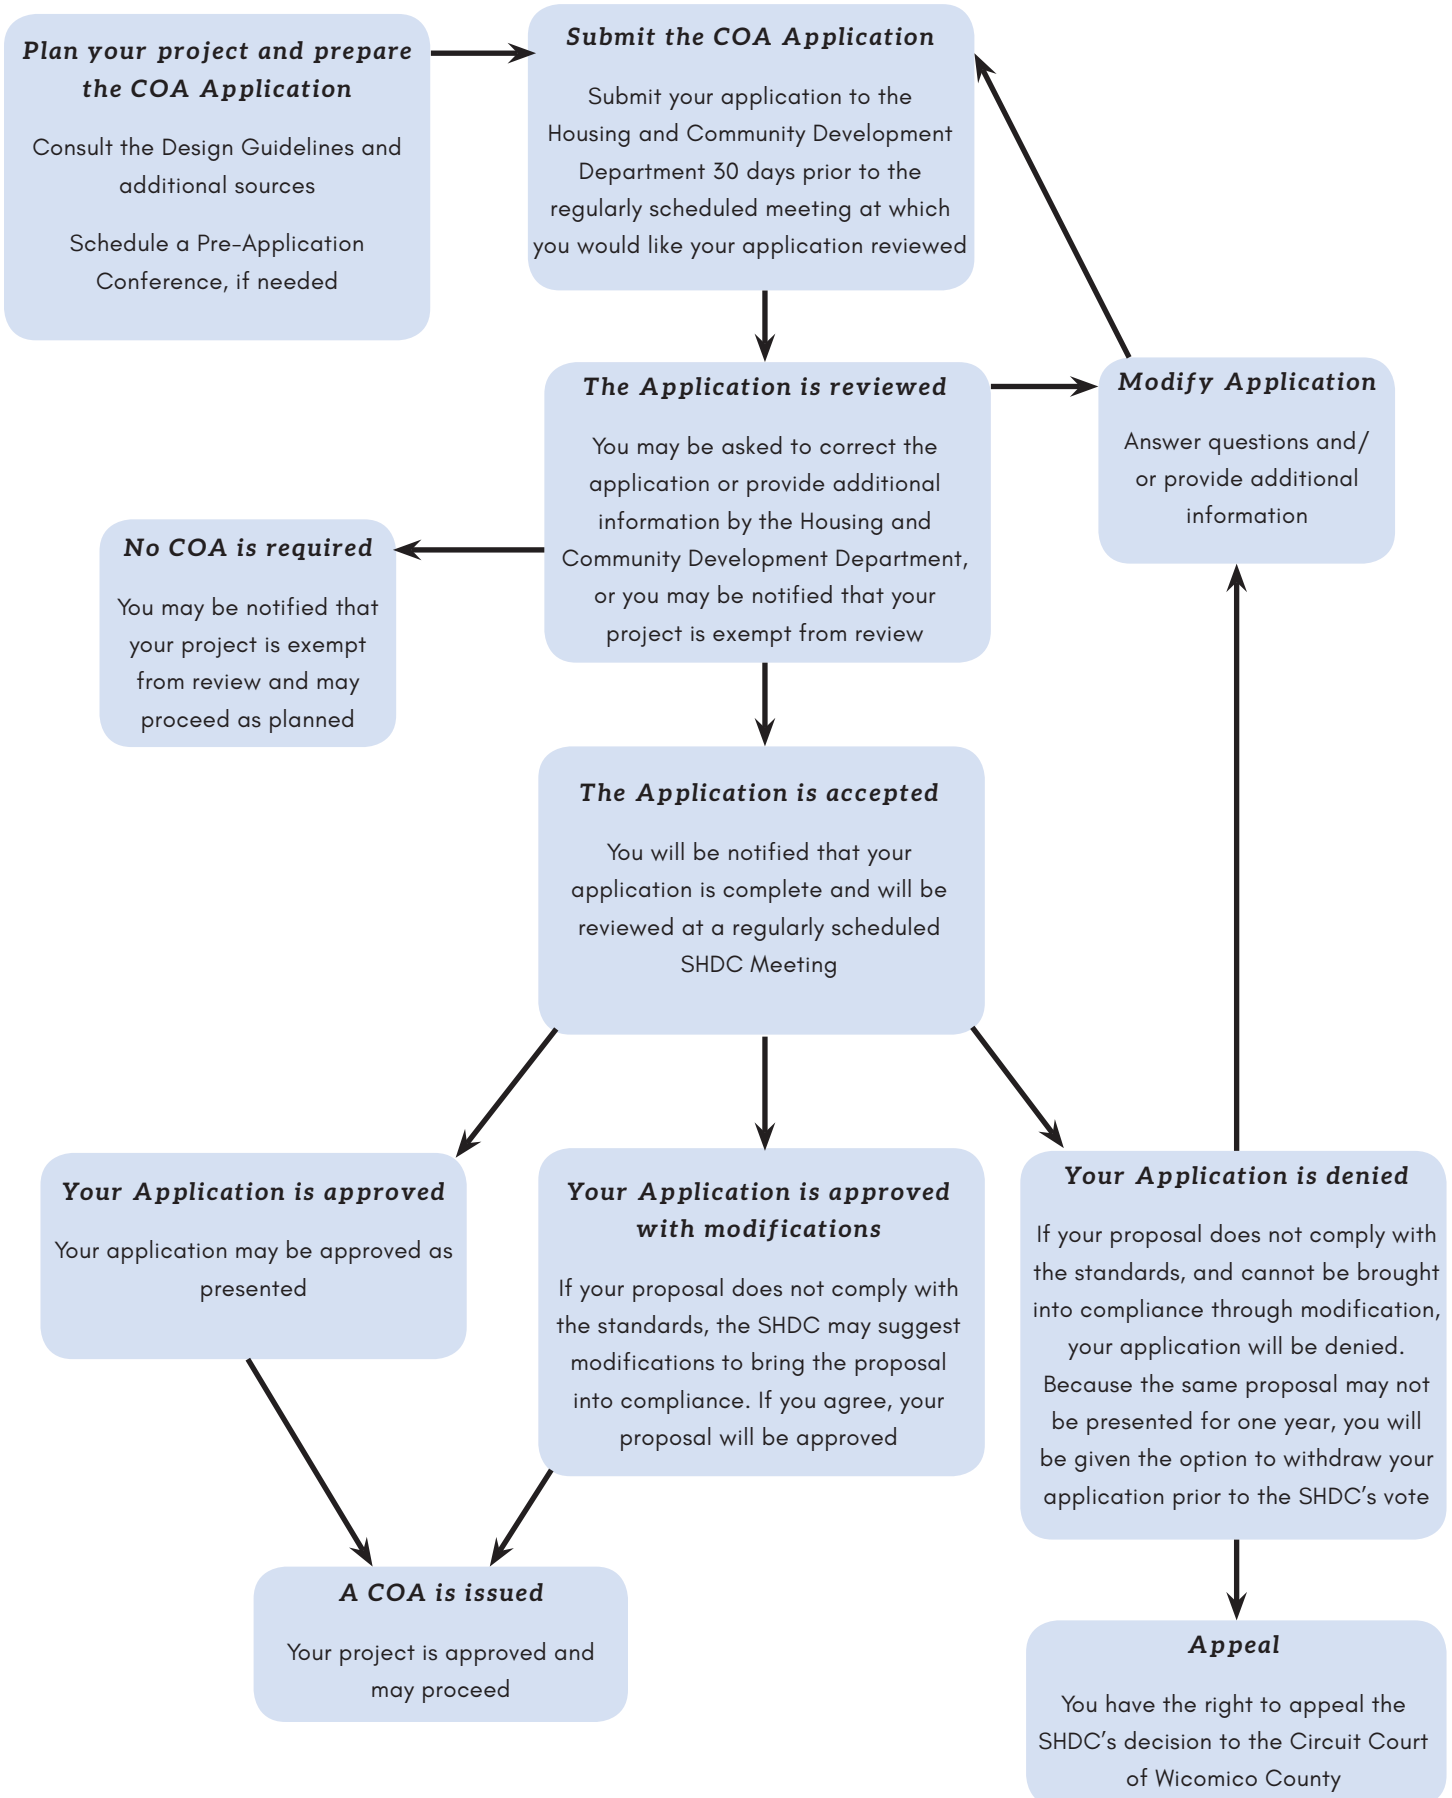 Plan your project and prepare
the COA Application
Consult the Design Guidelines and
additional sources
Schedule a Pre-Application
Conference, if needed
Submit the COA Application
Submit your application to the
Housing and Community Development
Department 30 days prior to the
regularly scheduled meeting at which
you would like your application reviewed
The Application is reviewed
You may be asked to correct the
application or provide additional
information by the Housing and
Community Development Department,
or you may be notified that your
project is exempt from review
Modify Application
Answer questions and/
or provide additional
information
No COA is required
You may be notified that
your project is exempt
from review and may
proceed as planned
The Application is accepted
You will be notified that your
application is complete and will be
reviewed at a regularly scheduled
SHDC Meeting
Your Application is approved
Your application may be approved as
presented
Your Application is approved
with modifications
If your proposal does not comply with
the standards, the SHDC may suggest
modifications to bring the proposal
into compliance. If you agree, your
proposal will be approved
Your Application is denied
If your proposal does not comply with
the standards, and cannot be brought
into compliance through modification,
your application will be denied.
Because the same proposal may not
be presented for one year, you will
be given the option to withdraw your
application prior to the SHDC's vote
A COA is issued
Your project is approved and
may proceed
Appeal
You have the right to appeal the
SHDC's decision to the Circuit Court
of Wicomico County